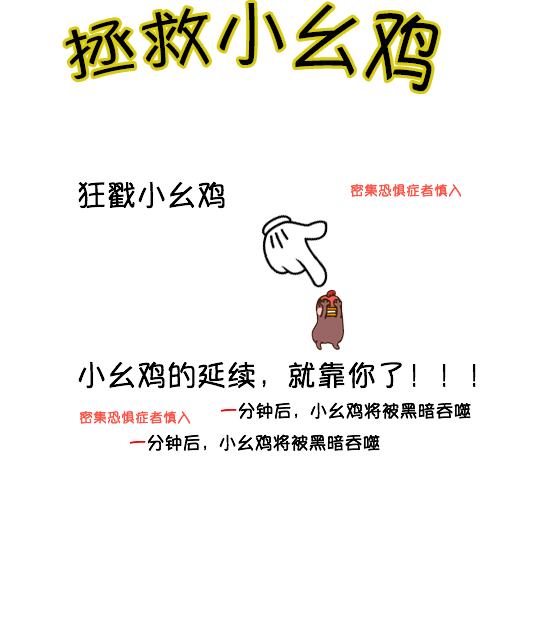 拯救小幺鸡
狂戳小幺鸡
密集恐惧症者慎入
小幺鸡的延续，就靠你了！！！
一分钟后，小幺鸡将被黑暗吞噬
密集恐惧症者慎入
一分钟后，小幺鸡将被黑暗吞噬